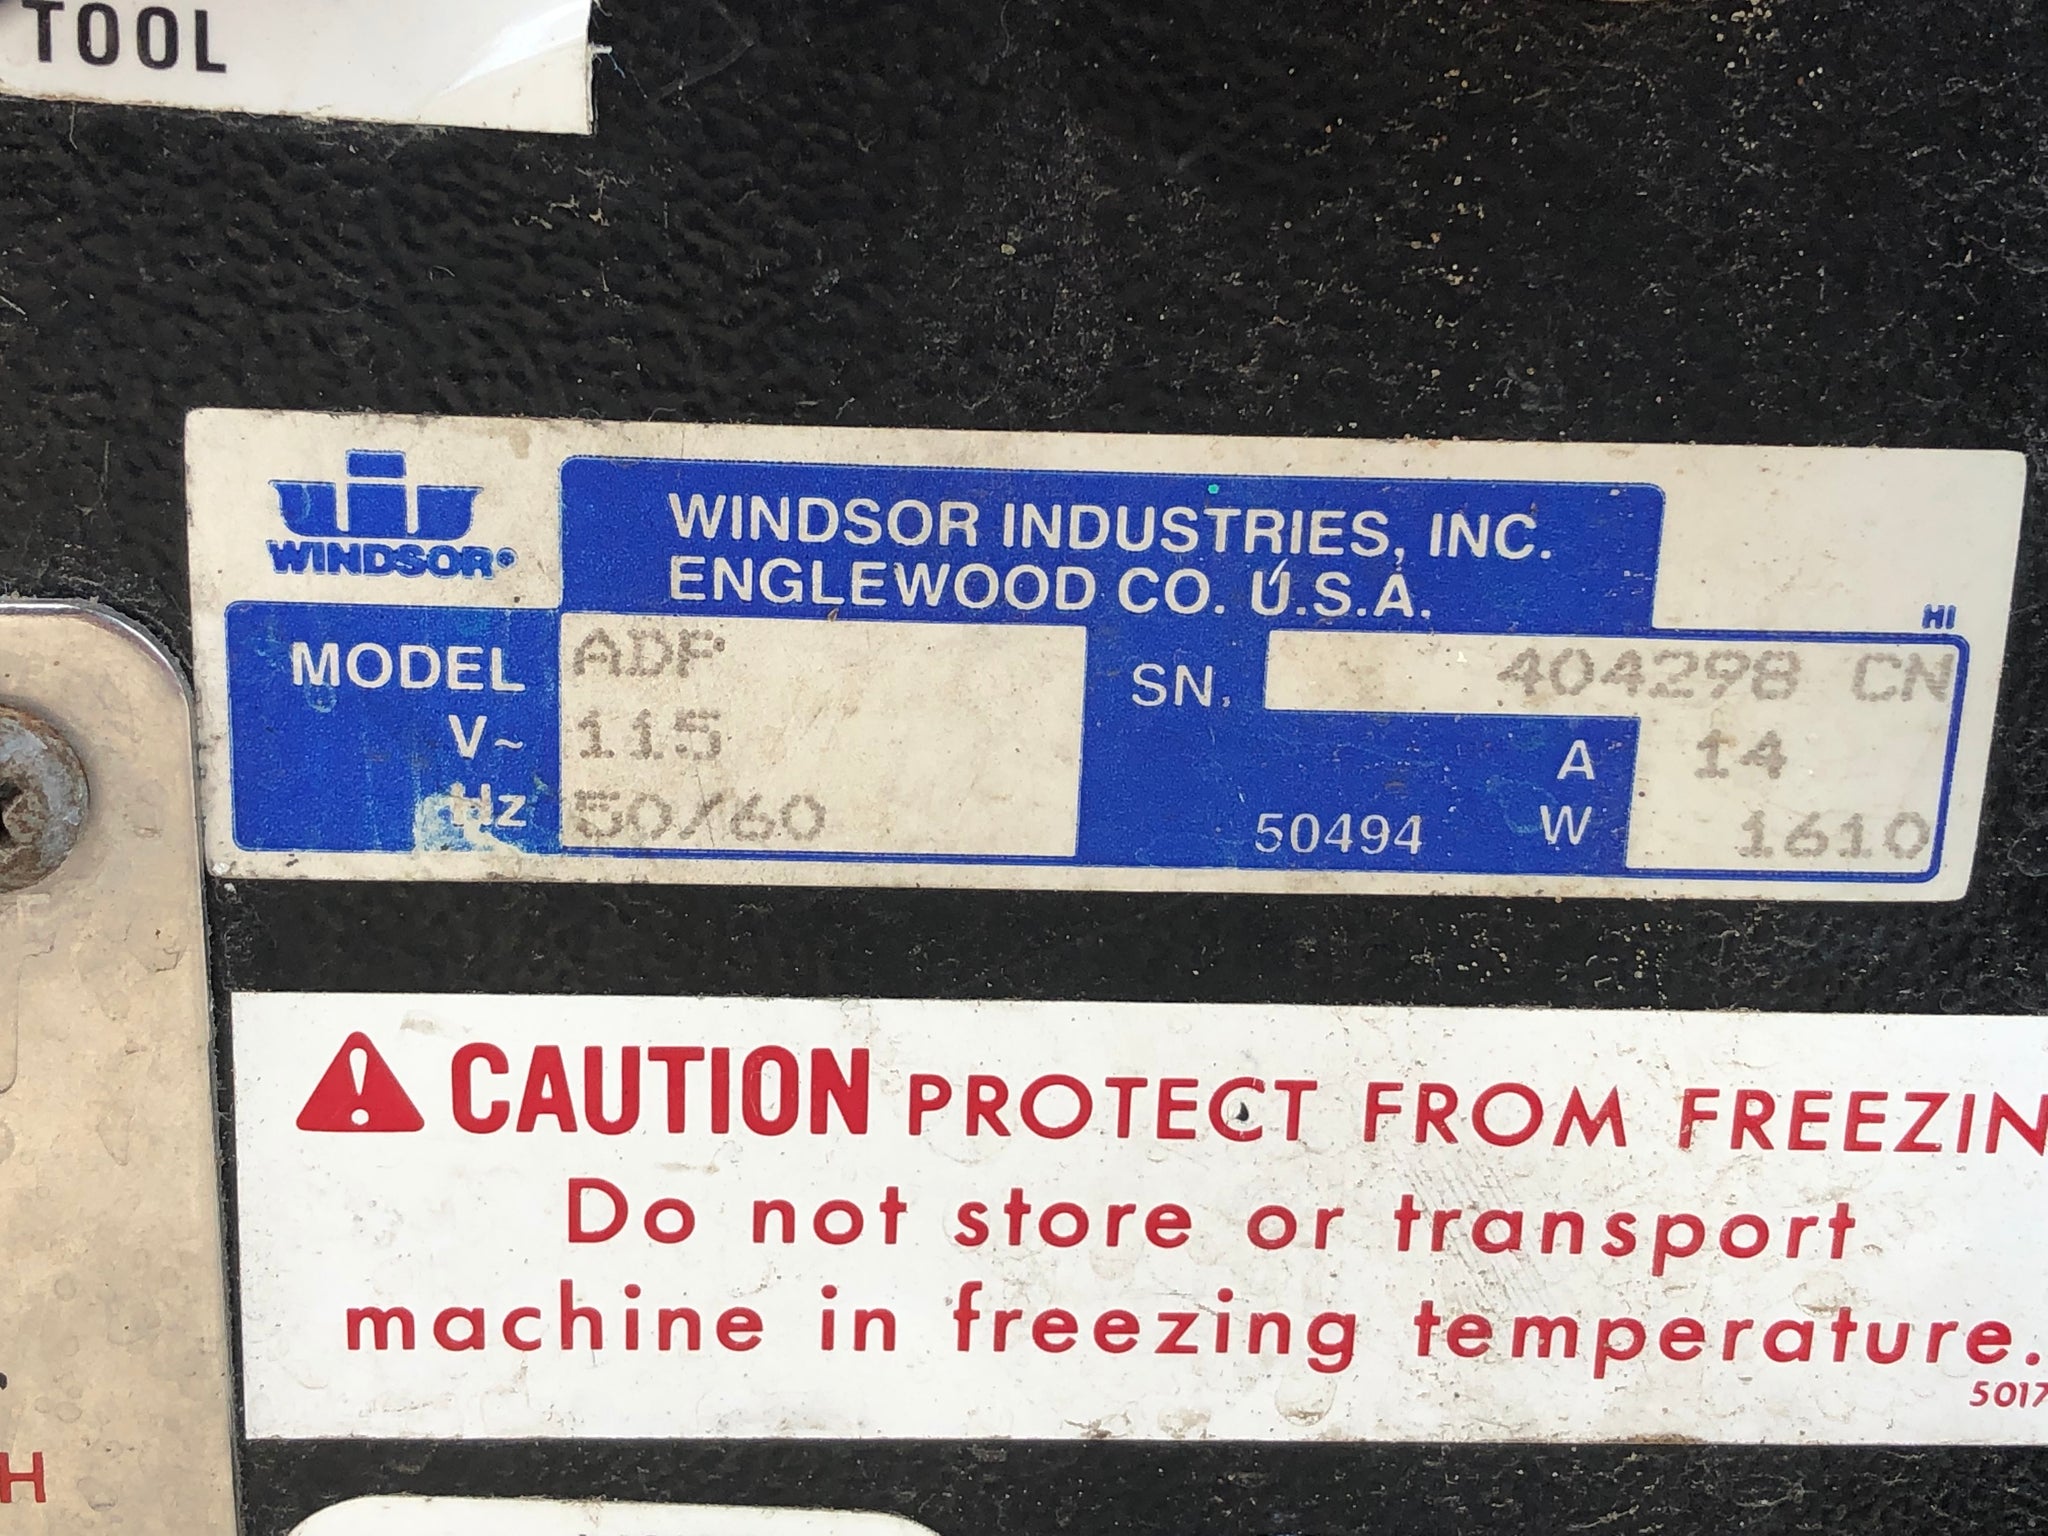 TOOL
WINDSOR®
WINDSOR INDUSTRIES, INC.
ENGLEWOOD CO. U.S.A.
HI
MODEL ADP SN. 404298 CN
V~ 115 A 14
Hz 50/60 50494 W 1610
CAUTION PROTECT FROM FREEZIN
Do not store or transport
machine in freezing temperature.
5017
H